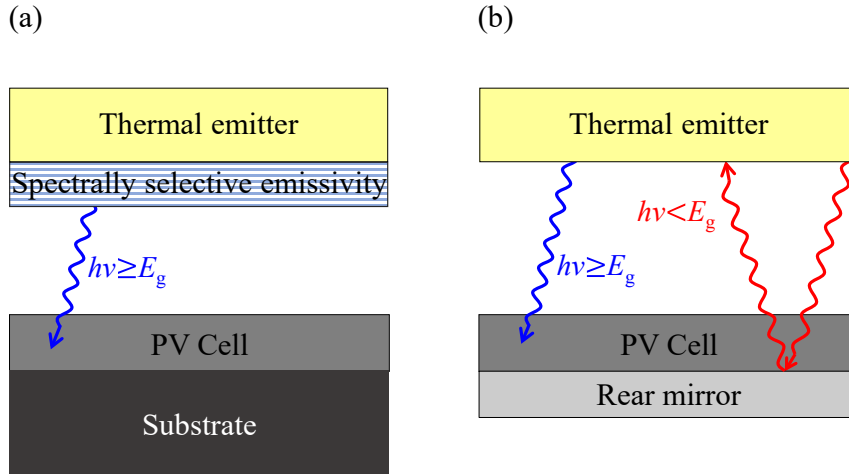 (a)
Thermal emitter
Spectrally selective emissivity
hν≥Eg
PV Cell
Substrate
(b)
Thermal emitter
hν<Eg
hν≥Eg
PV Cell
Rear mirror